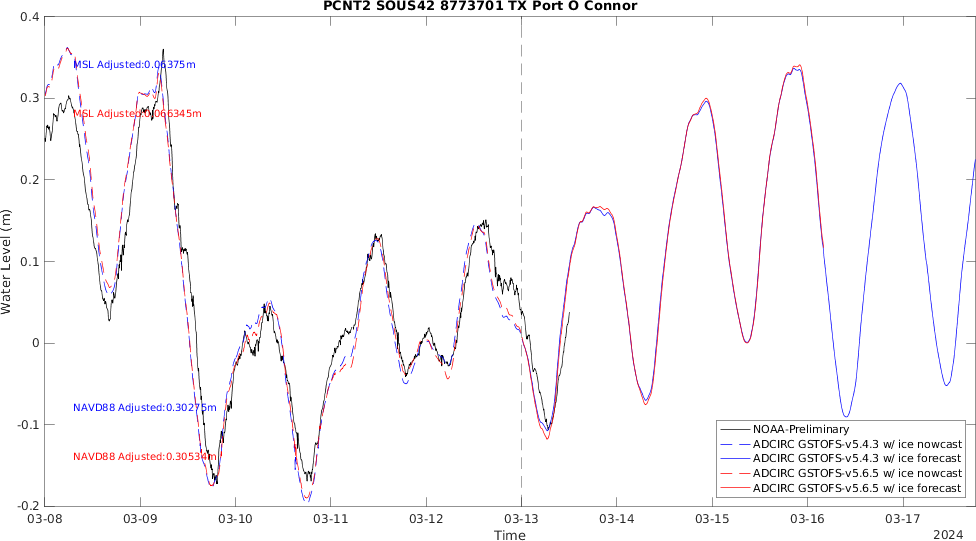 PCNT2 SOUS42 8773701 TX Port O Connor
0.4
0.3
0.2
0.1
0
-0.1
-0.2
Water Level (m)
MSL Adjusted:0.06375m
MSL Adjusted:0.066345m
NAVD88 Adjusted:0.30275m
NAVD88 Adjusted:0.30534m
NOAA-Preliminary
ADCIRC GSTOFS-v5.4.3 w/ ice nowcast
ADCIRC GSTOFS-v5.4.3 w/ ice forecast
ADCIRC GSTOFS-v5.6.5 w/ ice nowcast
ADCIRC GSTOFS-v5.6.5 w/ ice forecast
03-08 03-09 03-10 03-11 03-12 03-13 03-14 03-15 03-16 03-17
Time
2024